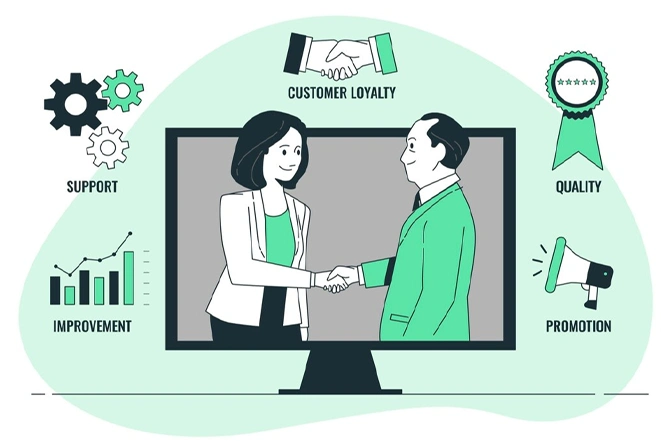 CUSTOMER LOYALTY
SUPPORT
QUALITY
IMPROVEMENT
PROMOTION